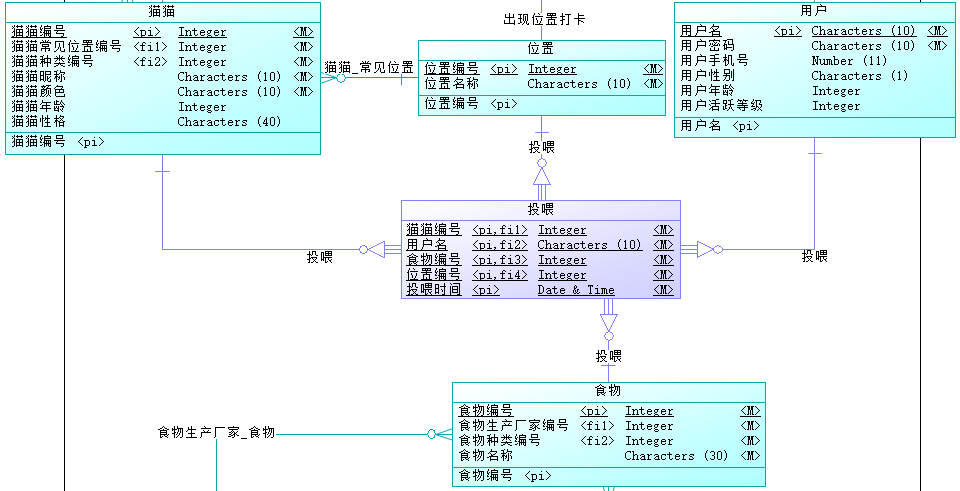 猫猫
猫猫编号 <pi> Integer <M>
猫猫常见位置编号 <fi1> Integer <M>
猫猫种类编号 <fi2> Integer <M>
猫猫昵称 Characters (10) <M>
猫猫颜色 Characters (10) <M>
猫猫年龄 Integer
猫猫性格 Characters (40)
猫猫编号 <pi>
猫猫_常见位置
出现位置打卡
位置
位置编号 <pi> Integer <M>
位置名称 Characters (10) <M>
位置编号 <pi>
用户
用户名 <pi> Characters (10) <M>
用户密码 Characters (10) <M>
用户手机号 Number (11)
用户性别 Characters (1)
用户年龄 Integer
用户活跃等级 Integer
用户名 <pi>
投喂
投喂
投喂
猫猫编号 <pi,fi1> Integer <M>
用户名 <pi,fi2> Characters (10) <M>
食物编号 <pi,fi3> Integer <M>
位置编号 <pi,fi4> Integer <M>
投喂时间 <pi> Date & Time <M>
投喂
投喂
食物
食物编号 <pi> Integer <M>
食物生产厂家编号 <fi1> Integer <M>
食物种类编号 <fi2> Integer <M>
食物名称 Characters (30) <M>
食物编号 <pi>
食物生产厂家_食物